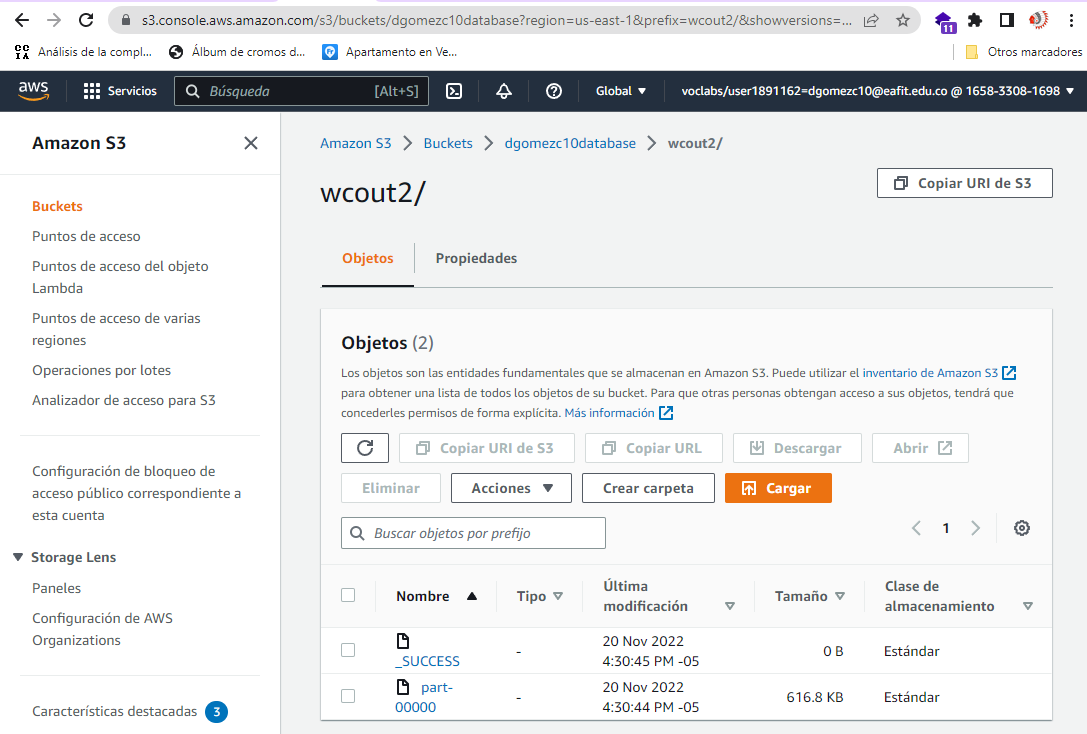 s3.console.aws.amazon.com/s3/buckets/dgomezc10database?region=us-east-1&prefix=wcout2/&showversions=...
11
Análisis de la compl...
Álbum de cromos d...
Apartamento en Ve...
Otros marcadores
aws
Servicios
Búsqueda
[Alt+S]
Global
voclabs/user1891162=dgomezc10@eafit.edu.co @ 1658-3308-1698
Amazon S3
Buckets
Puntos de acceso
Puntos de acceso del objeto
Lambda
Puntos de acceso de varias
regiones
Operaciones por lotes
Analizador de acceso para S3
Configuración de bloqueo de
acceso público correspondiente a
esta cuenta
Storage Lens
Paneles
Configuración de AWS
Organizations
Características destacadas 3
Amazon S3 > Buckets > dgomezc10database > wcout2/
wcout2/
Copiar URI de S3
Objetos
Propiedades
Objetos (2)
Los objetos son las entidades fundamentales que se almacenan en Amazon S3. Puede utilizar el inventario de Amazon S3
para obtener una lista de todos los objetos de su bucket. Para que otras personas obtengan acceso a sus objetos, tendrá que
concederles permisos de forma explícita. Más información
Copiar URI de S3
Copiar URL
Descargar
Abrir
Eliminar
Acciones
Crear carpeta
Cargar
Buscar objetos por prefijo
1
Nombre
Tipo
Última
modificación
Tamaño
Clase de
almacenamiento
_SUCCESS
-
20 Nov 2022
4:30:45 PM -05
0 B
Estándar
part-
00000
-
20 Nov 2022
4:30:44 PM -05
616.8 KB
Estándar